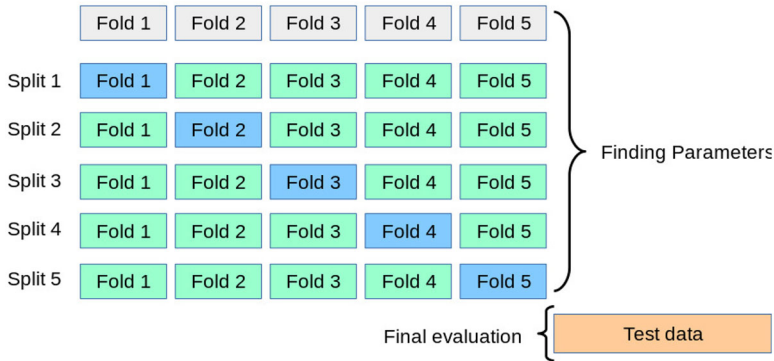 Fold 1 Fold 2 Fold 3 Fold 4 Fold 5
Split 1 Fold 1 Fold 2 Fold 3 Fold 4 Fold 5
Split 2 Fold 1 Fold 2 Fold 3 Fold 4 Fold 5
Finding Parameters
Split 3 Fold 1 Fold 2 Fold 3 Fold 4 Fold 5
Split 4 Fold 1 Fold 2 Fold 3 Fold 4 Fold 5
Split 5 Fold 1 Fold 2 Fold 3 Fold 4 Fold 5
Final evaluation Test data